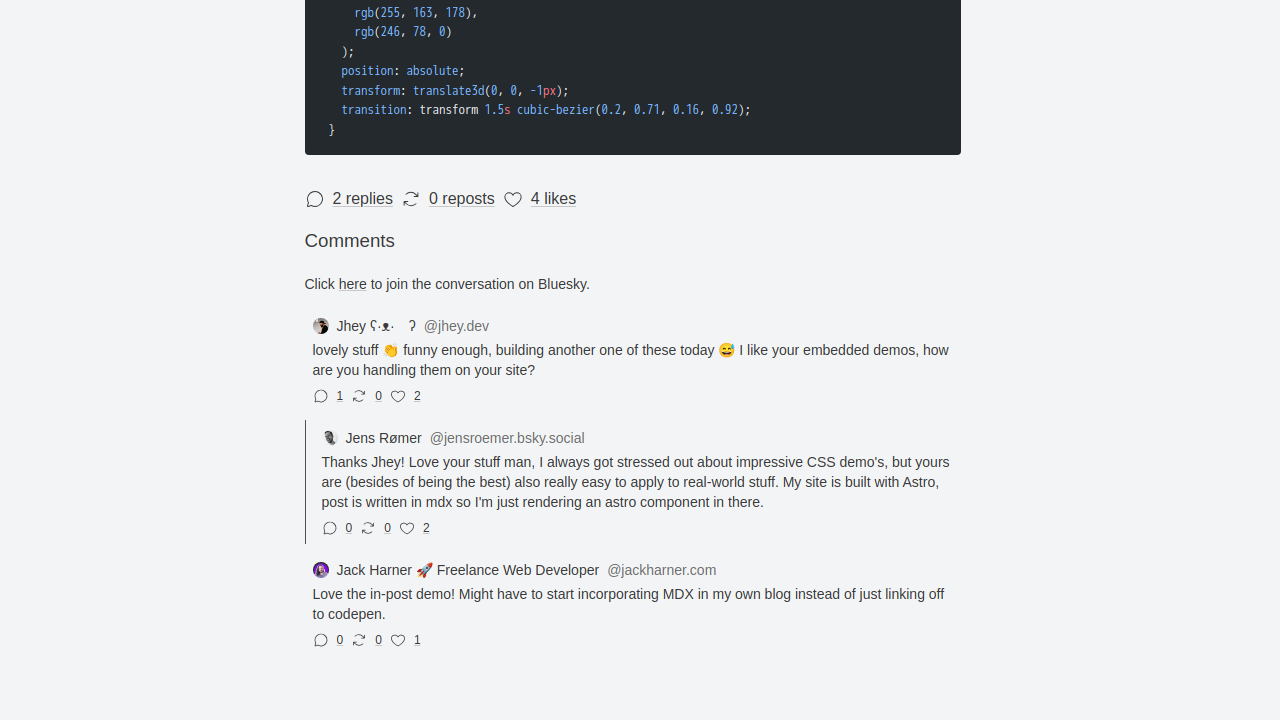 rgb(255, 163, 178),
rgb(246, 78, 0)
);
position: absolute;
transform: translate3d(0, 0, -1px);
transition: transform 1.5s cubic-bezier(0.2, 0.71, 0.16, 0.92);
}
2 replies 0 reposts 4 likes
Comments
Click here to join the conversation on Bluesky.
Jhey ʕ·ᴥ· ʔ @jhey.dev
lovely stuff 👏 funny enough, building another one of these today 😅 I like your embedded demos, how
are you handling them on your site?
1 0 2
Jens Rømer @jensroemer.bsky.social
Thanks Jhey! Love your stuff man, I always got stressed out about impressive CSS demo's, but yours
are (besides of being the best) also really easy to apply to real-world stuff. My site is built with Astro,
post is written in mdx so I'm just rendering an astro component in there.
0 0 2
Jack Harner 🚀 Freelance Web Developer @jackharner.com
Love the in-post demo! Might have to start incorporating MDX in my own blog instead of just linking off
to codepen.
0 0 1